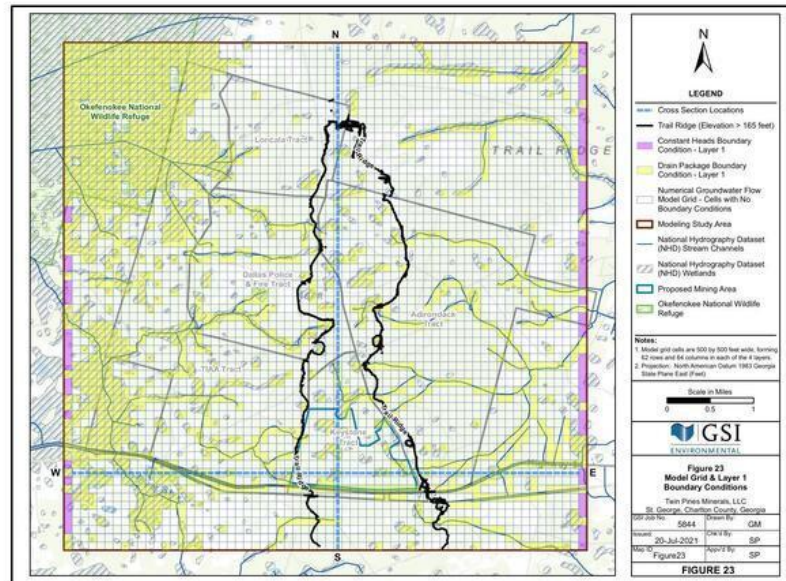 N
Okefenokee National
Wildlife Refuge
Loncala Tract
Trail Ridge
TRAIL RIDGE
Dallas Police
& Fire Tract
Adirondack
Tract
TIAA Tract
Trail Ridge
Keystone
Tract
Trail Ridge
W
E
S
N
LEGEND
Cross Section Locations
Trail Ridge (Elevation > 165 feet)
Constant Heads Boundary
Condition - Layer 1
Drain Package Boundary
Condition - Layer 1
Numerical Groundwater Flow
Model Grid - Cells with No
Boundary Conditions
Modeling Study Area
National Hydrography Dataset
(NHD) Stream Channels
National Hydrography Dataset
(NHD) Wetlands
Proposed Mining Area
Okefenokee National Wildlife
Refuge
Notes:
1. Model grid cells are 500 by 500 feet wide, forming
62 rows and 64 columns in each of the 4 layers.
2. Projection: North American Datum 1983 Georgia
State Plane East (Feet)
Scale in Miles
0 0.5 1
GSI
ENVIRONMENTAL
Figure 23
Model Grid & Layer 1
Boundary Conditions
Twin Pines Minerals, LLC
St. George, Charlton County, Georgia
GSI Job No. 5844 Drawn By: GM
Issued: 20-Jul-2021 Chk'd By: SP
Map ID: Figure23 Appv'd By: SP
FIGURE 23